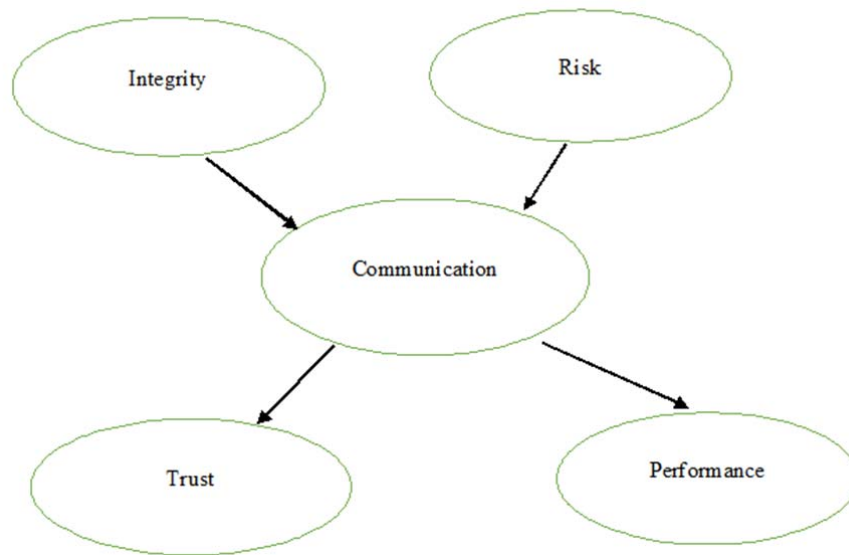 Integrity
Risk
Communication
Trust
Performance